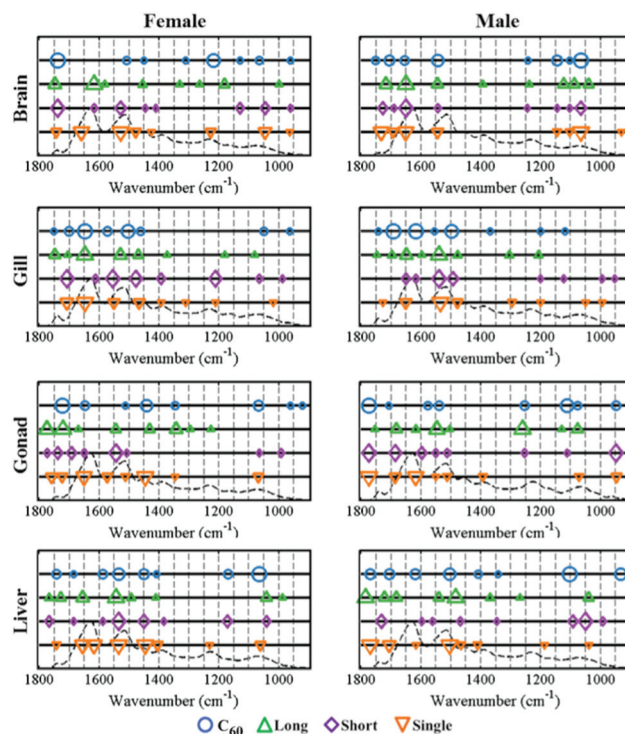 Female Male
Brain
1800 1600 1400 1200 1000 1800 1600 1400 1200 1000
Wavenumber (cm⁻¹) Wavenumber (cm⁻¹)
Gill
1800 1600 1400 1200 1000 1800 1600 1400 1200 1000
Wavenumber (cm⁻¹) Wavenumber (cm⁻¹)
Gonad
1800 1600 1400 1200 1000 1800 1600 1400 1200 1000
Wavenumber (cm⁻¹) Wavenumber (cm⁻¹)
Liver
1800 1600 1400 1200 1000 1800 1600 1400 1200 1000
Wavenumber (cm⁻¹) Wavenumber (cm⁻¹)
C₆₀ Long Short Single